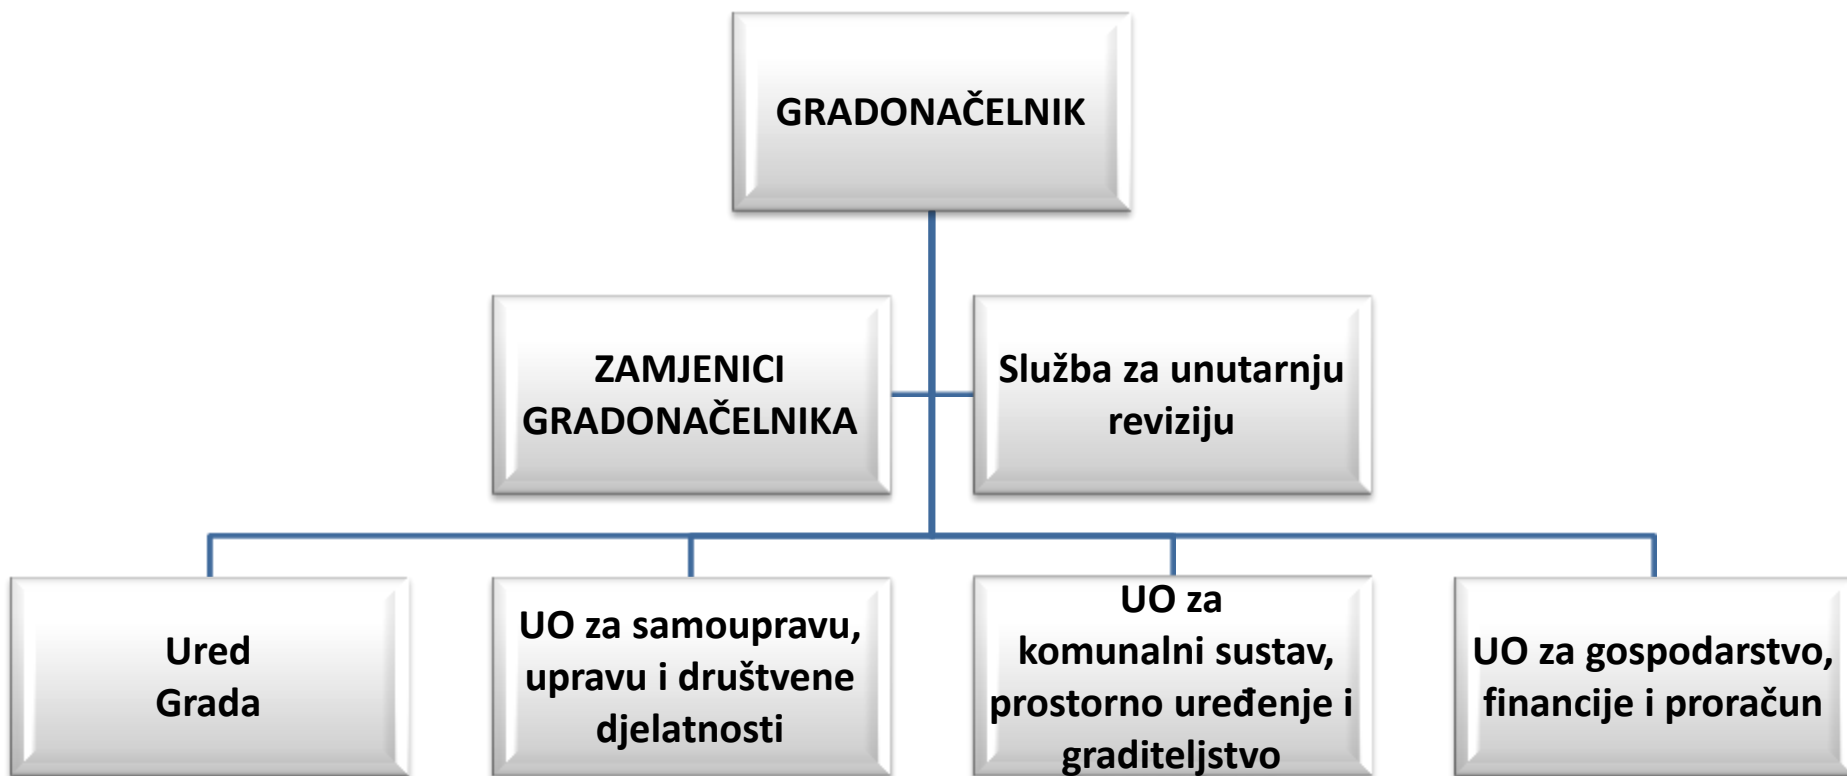 GRADONAČELNIK
ZAMJENICI
GRADONAČELNIKA
Služba za unutarnju
reviziju
Ured
Grada
UO za samoupravu,
upravu i društvene
djelatnosti
UO za
komunalni sustav,
prostorno uređenje i
graditeljstvo
UO za gospodarstvo,
financije i proračun